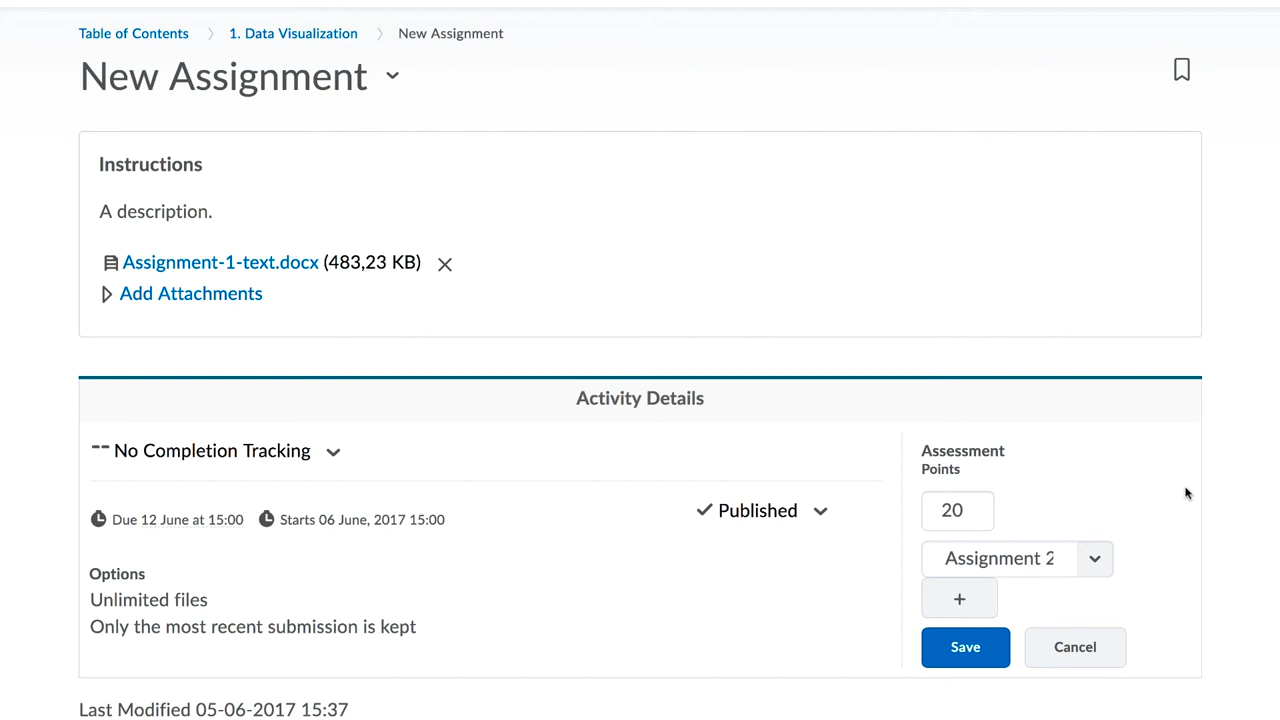 Table of Contents 1. Data Visualization New Assignment
New Assignment
Instructions
A description.
Assignment-1-text.docx (483,23 KB)
Add Attachments
Activity Details
-- No Completion Tracking
Due 12 June at 15:00 Starts 06 June, 2017 15:00
Published
Options
Unlimited files
Only the most recent submission is kept
Assessment
Points
20
Assignment 2
+
Save Cancel
Last Modified 05-06-2017 15:37